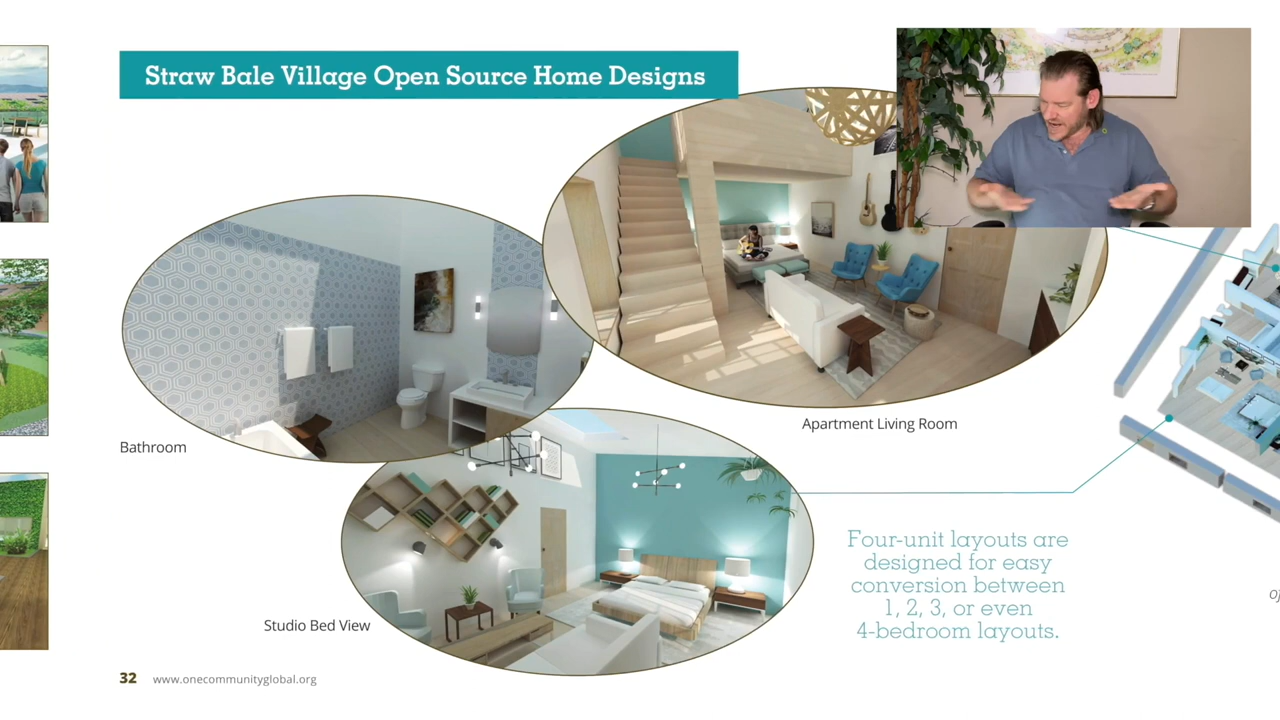 Straw Bale Village Open Source Home Designs
Bathroom
Apartment Living Room
Studio Bed View
Four-unit layouts are
designed for easy
conversion between
1, 2, 3, or even
4-bedroom layouts.
32 www.onecommunityglobal.org